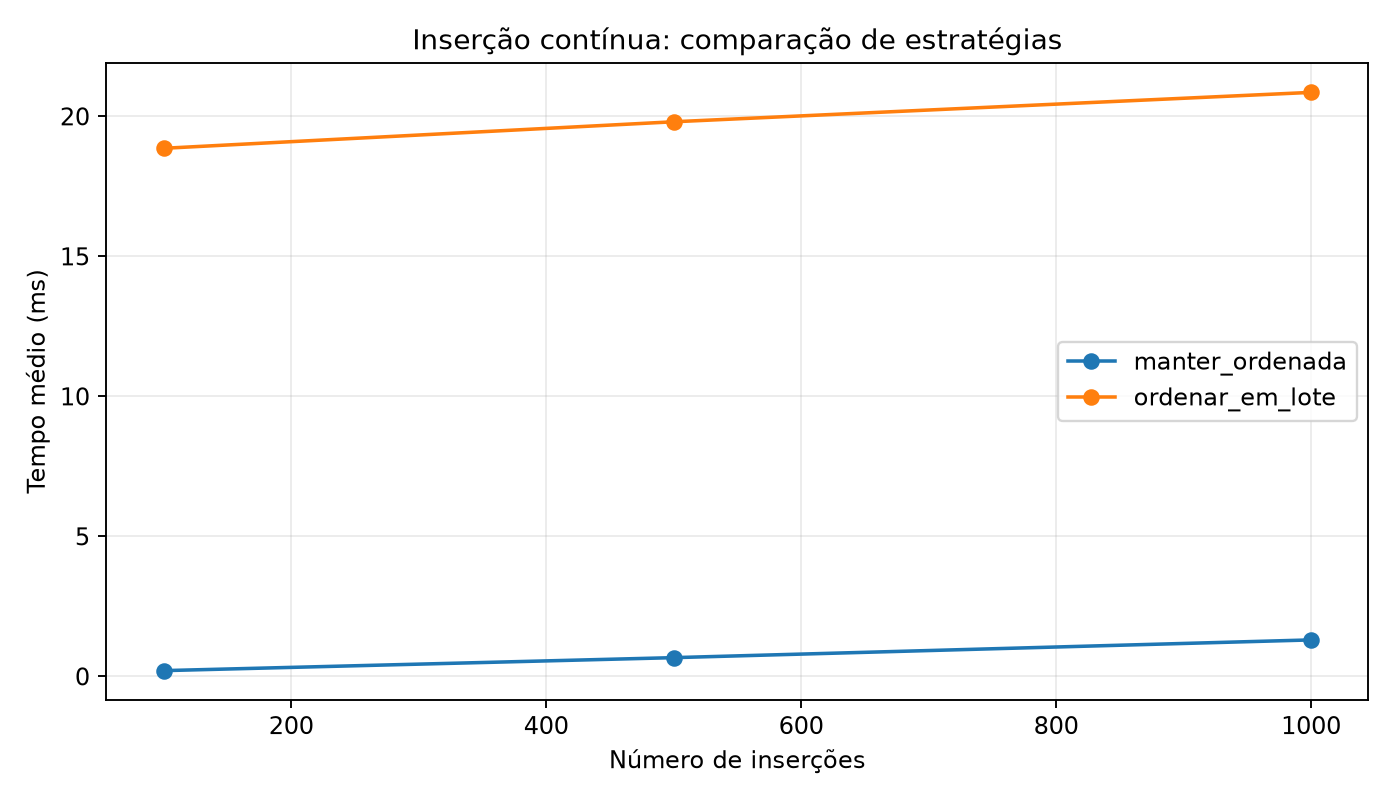 Inserção contínua: comparação de estratégias
Tempo médio (ms)
20
15
10
5
0
manter_ordenada
ordenar_em_lote
200
400
600
800
1000
Número de inserções